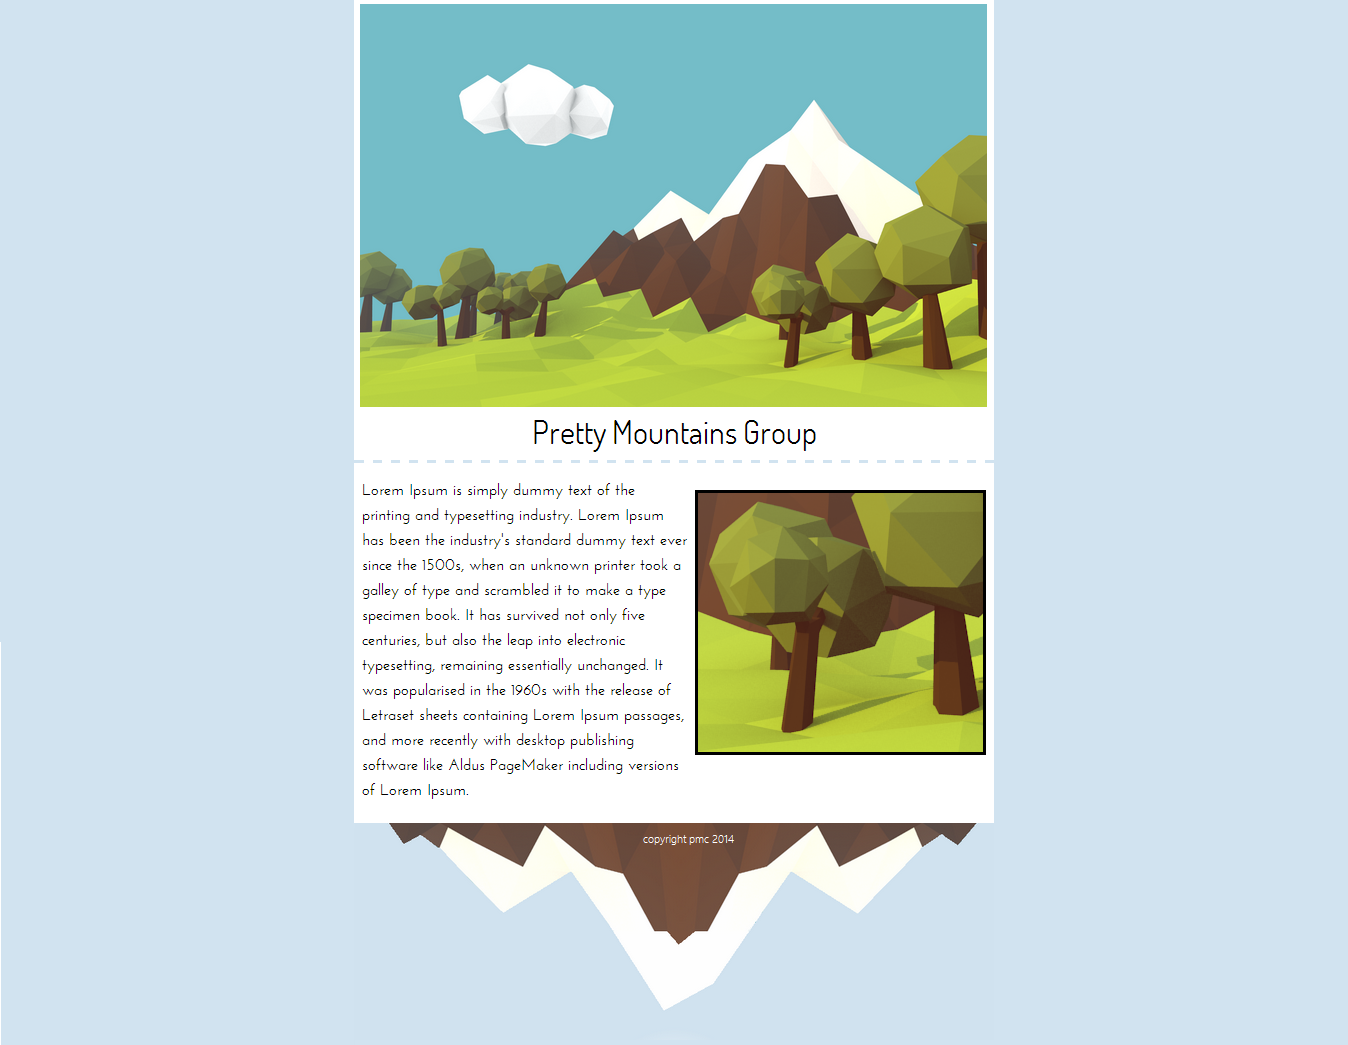 Pretty Mountains Group
Lorem Ipsum is simply dummy text of the
printing and typesetting industry. Lorem Ipsum
has been the industry's standard dummy text ever
since the 1500s, when an unknown printer took a
galley of type and scrambled it to make a type
specimen book. It has survived not only five
centuries, but also the leap into electronic
typesetting, remaining essentially unchanged. It
was popularised in the 1960s with the release of
Letraset sheets containing Lorem Ipsum passages,
and more recently with desktop publishing
software like Aldus PageMaker including versions
of Lorem Ipsum.
copyright pmc 2014